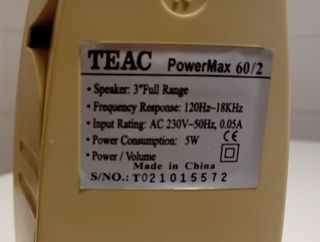 TEAC PowerMax 60/2
• Speaker: 3"Full Range
• Frequency Response: 120Hz~18KHz
• Input Rating: AC 230V~50Hz, 0.05A
• Power Consumption: 5W CE
• Power / Volume
Made in China
S/NO.: T021015572